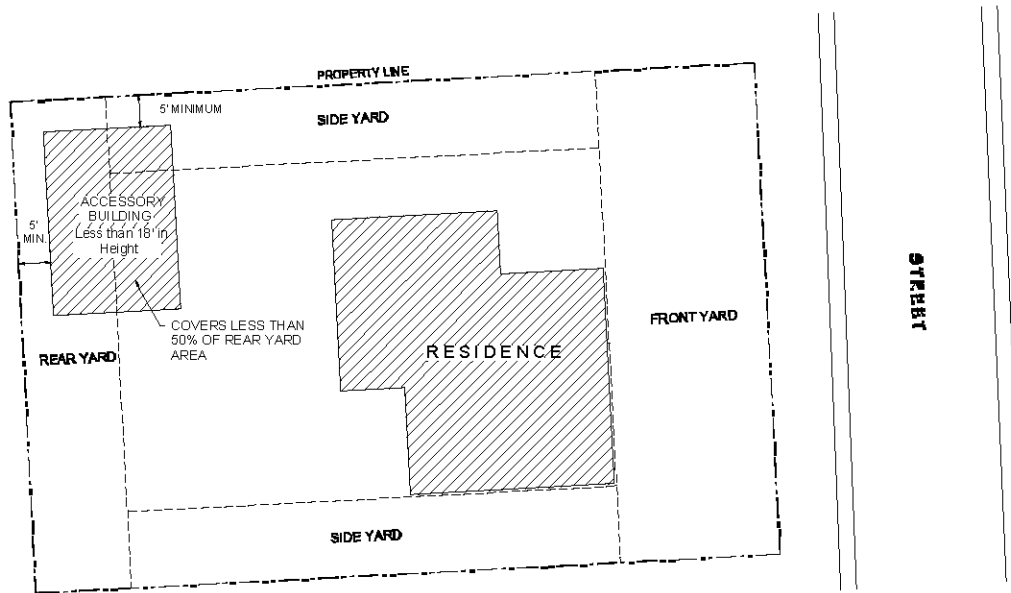 PROPERTY LINE
5' MINIMUM
SIDE YARD
ACCESSORY
BUILDING
Less than 18' in
Height
5'
MIN.
COVERS LESS THAN
50% OF REAR YARD
AREA
REAR YARD
RESIDENCE
FRONT YARD
STREET
SIDE YARD